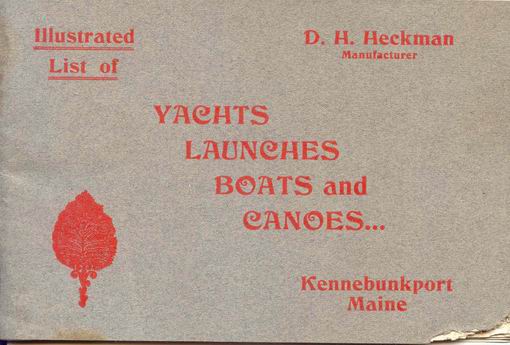 Illustrated
List of
D. H. Heckman
Manufacturer
YACHTS
LAUNCHES
BOATS and
CANOES...
Kennebunkport
Maine